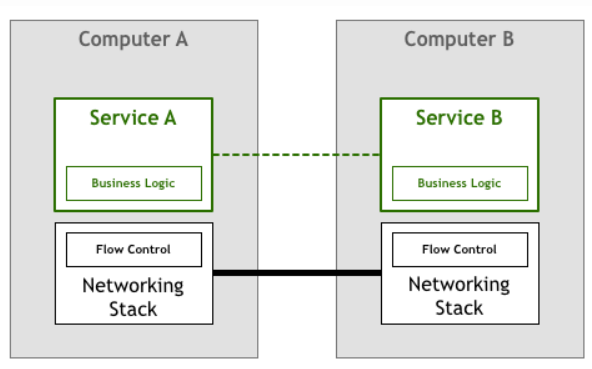 Computer A
Service A
Business Logic
Flow Control
Networking
Stack
Computer B
Service B
Business Logic
Flow Control
Networking
Stack